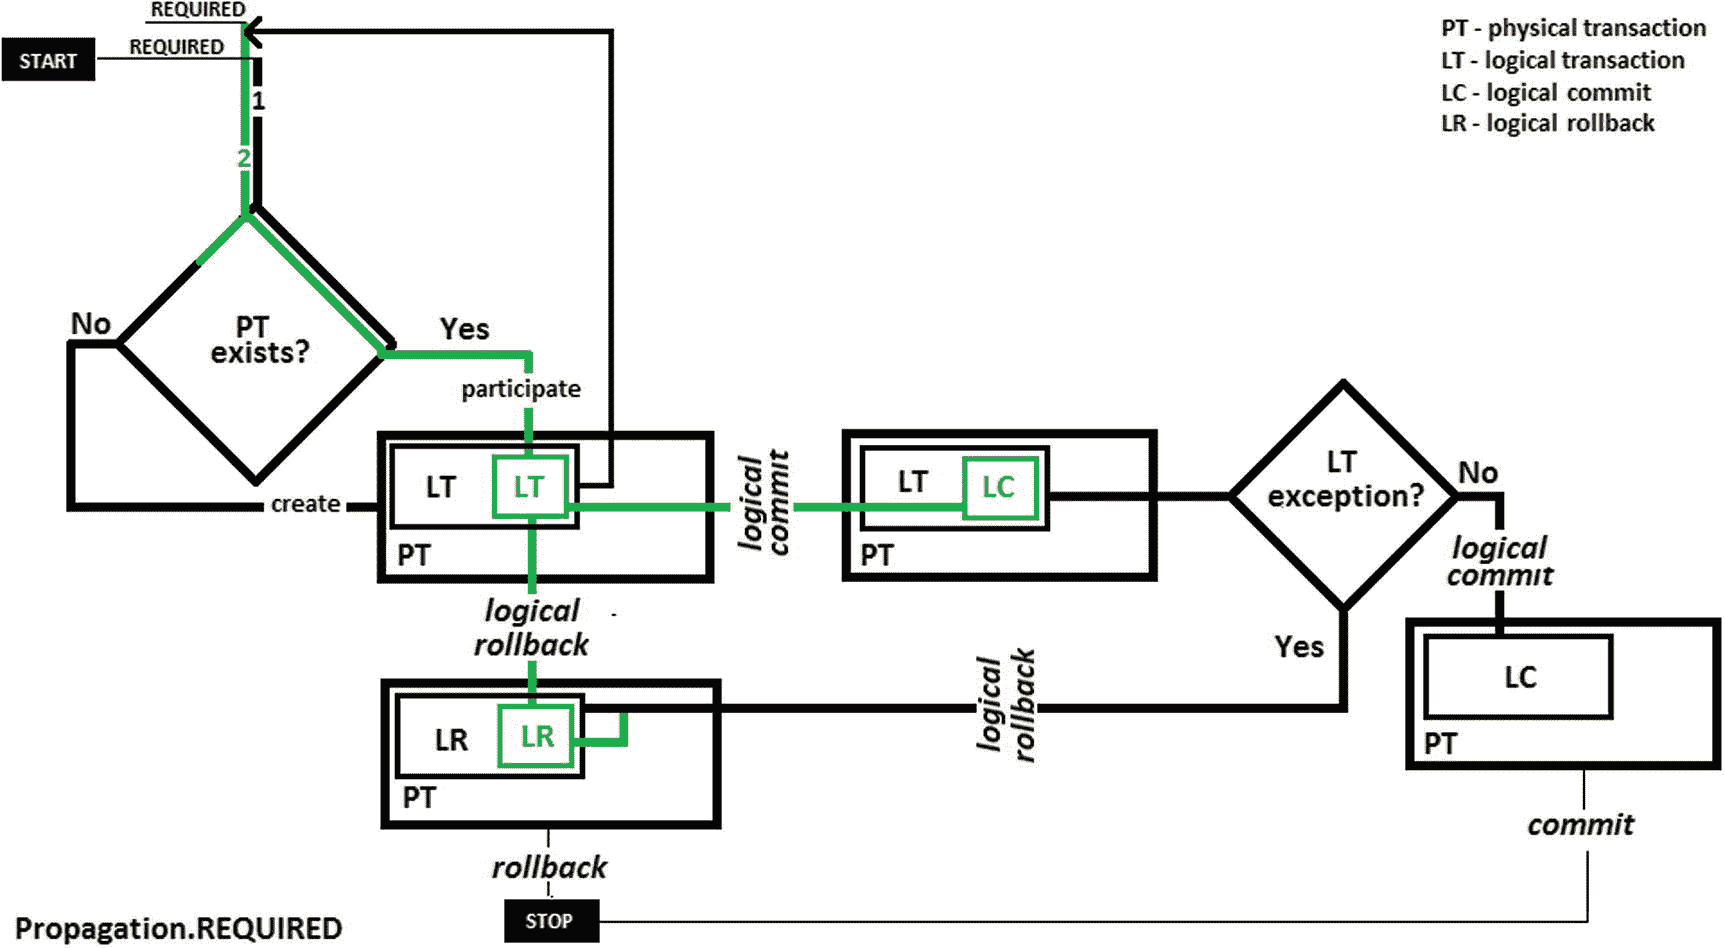 REQUIRED
REQUIRED
START
1
2
PT - physical transaction
LT - logical transaction
LC - logical commit
LR - logical rollback
No
PT
exists?
Yes
participate
create
LT
LT
PT
logical
commit
LT
LC
PT
LT
exception?
No
logical
commit
Yes
LC
PT
commit
logical
rollback
logical
rollback
LR
LR
PT
rollback
STOP
Propagation.REQUIRED